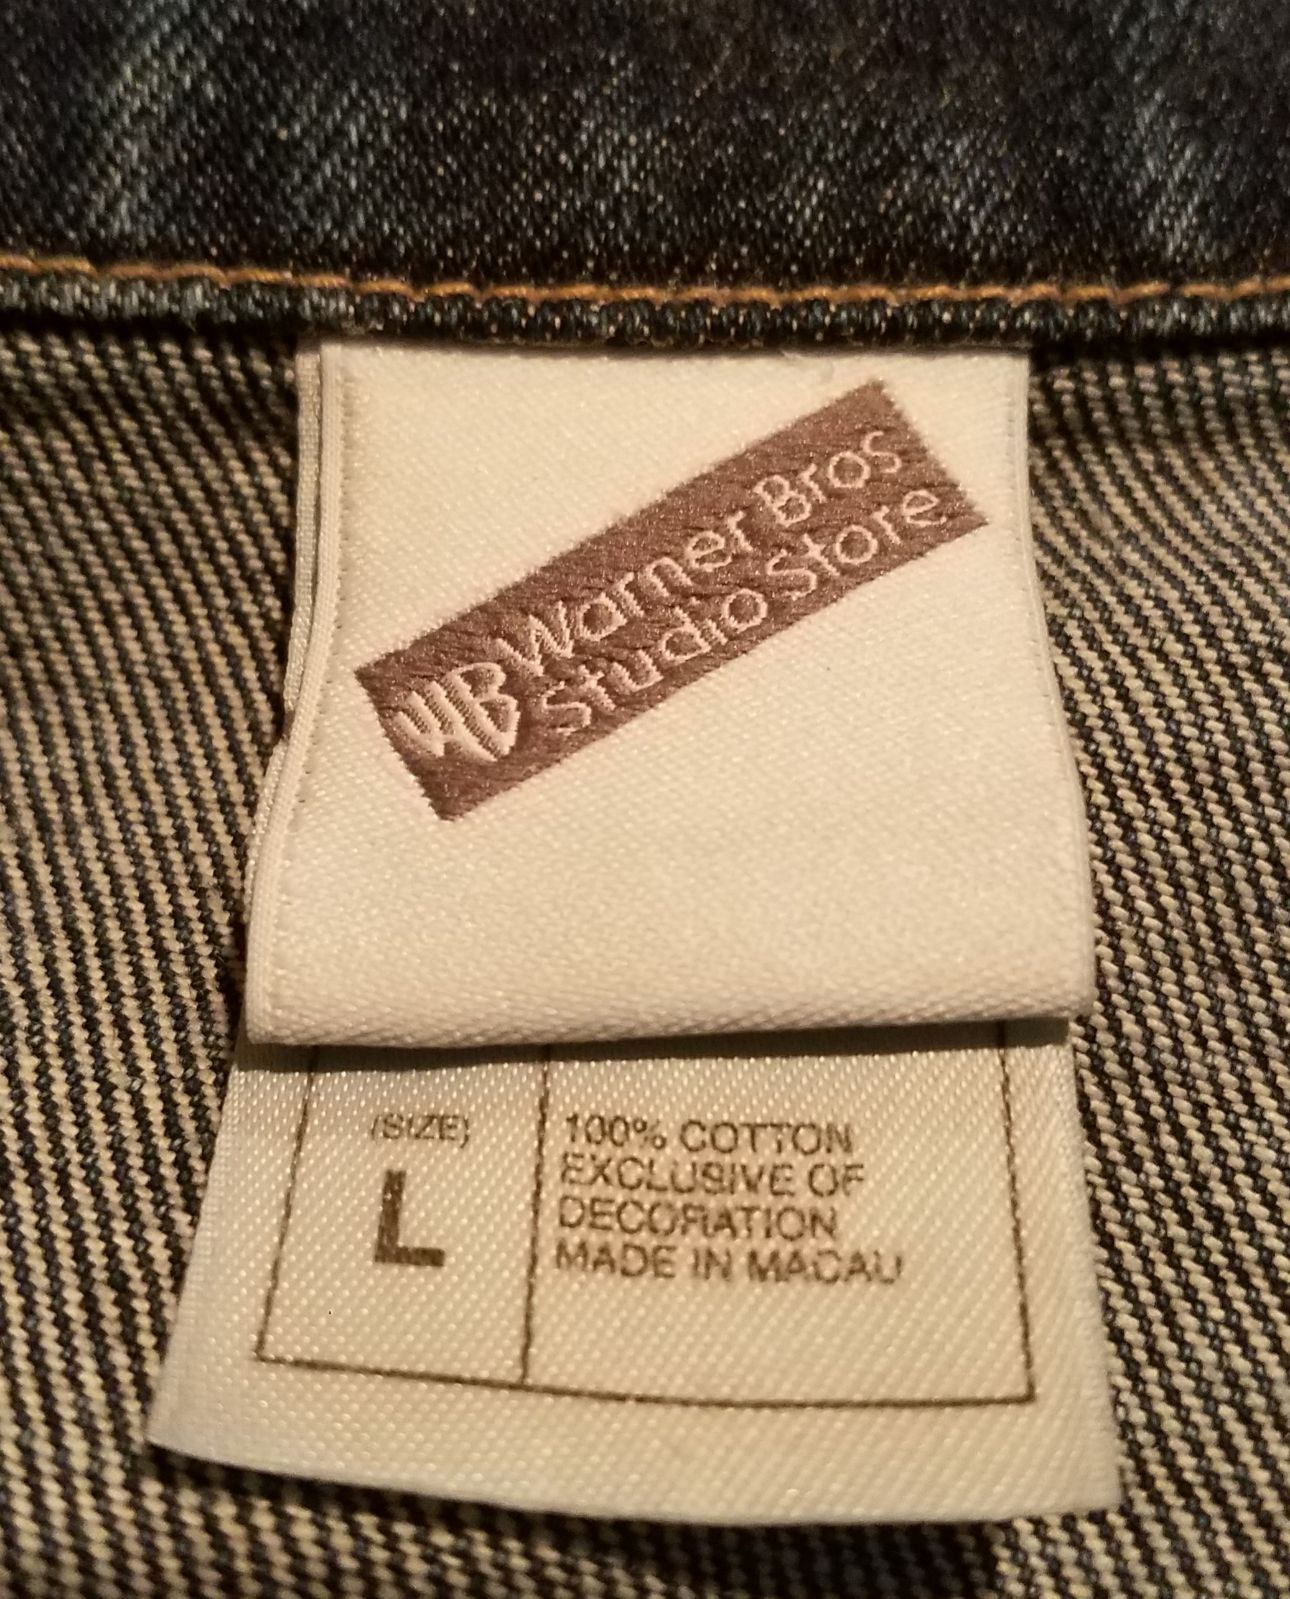 WB Warner Bros
Studio Store
(SIZE)
L
100% COTTON
EXCLUSIVE OF
DECORATION
MADE IN MACAU